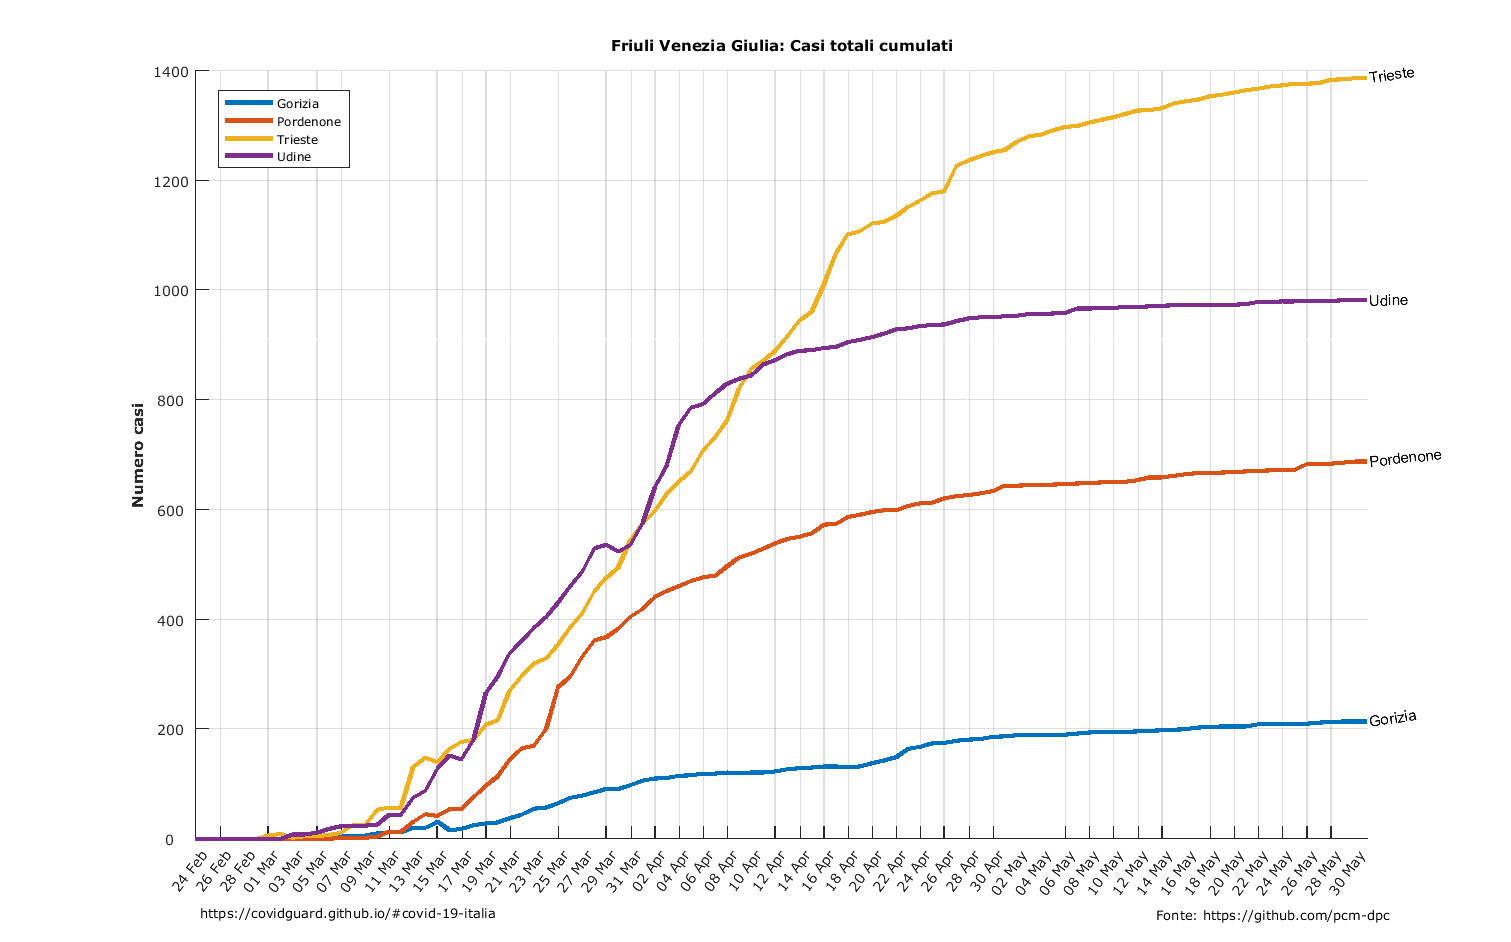 Friuli Venezia Giulia: Casi totali cumulati
Gorizia
Pordenone
Trieste
Udine
Numero casi
1400
1200
1000
800
600
400
200
0
Trieste
Udine
Pordenone
Gorizia
24 Feb
26 Feb
28 Feb
01 Mar
03 Mar
05 Mar
07 Mar
09 Mar
11 Mar
13 Mar
15 Mar
17 Mar
19 Mar
21 Mar
23 Mar
25 Mar
27 Mar
29 Mar
31 Mar
02 Apr
04 Apr
06 Apr
08 Apr
10 Apr
12 Apr
14 Apr
16 Apr
18 Apr
20 Apr
22 Apr
24 Apr
26 Apr
28 Apr
30 Apr
02 May
04 May
06 May
08 May
10 May
12 May
14 May
16 May
18 May
20 May
22 May
24 May
26 May
28 May
30 May
https://covidguard.github.io/#covid-19-italia
Fonte: https://github.com/pcm-dpc